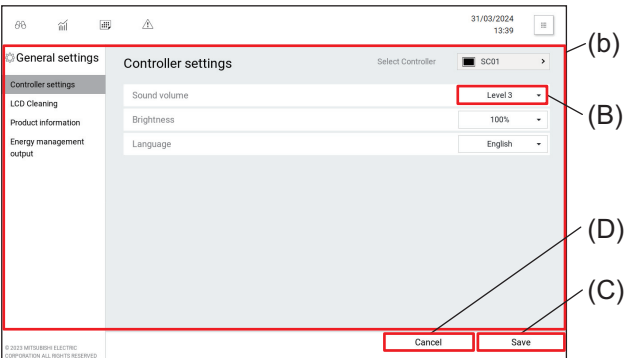 31/03/2024
13:39
(b)
General settings
Controller settings
Select Controller
SC01
Controller settings
LCD Cleaning
Product information
Energy management
output
Sound volume
Level 3
(B)
Brightness
100%
Language
English
(D)
(C)
Cancel
Save
© 2023 MITSUBISHI ELECTRIC
CORPORATION ALL RIGHTS RESERVED